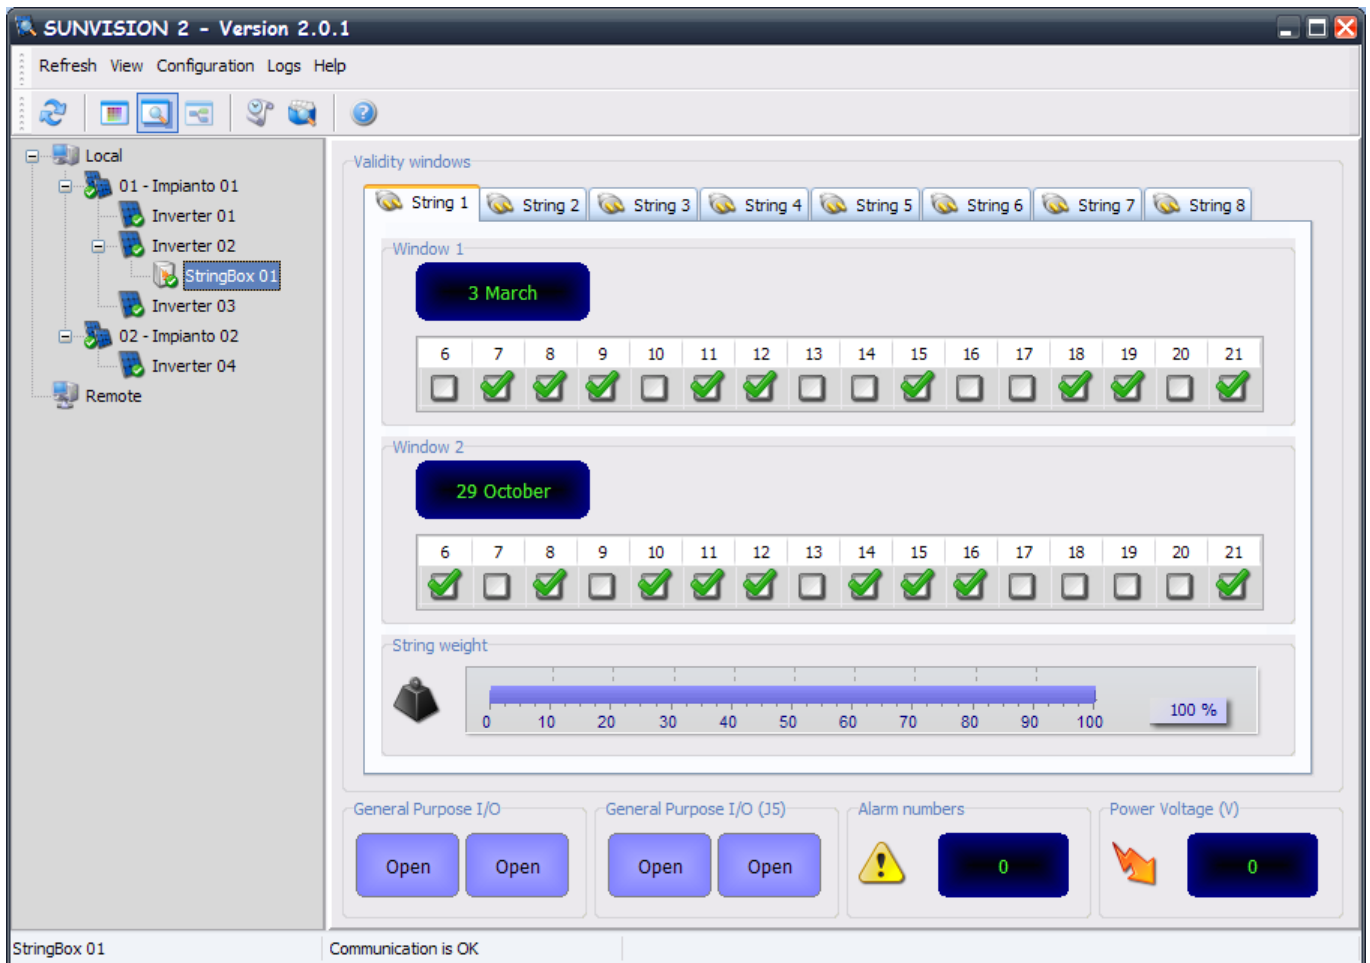 SUNVISION 2 - Version 2.0.1
Refresh View Configuration Logs Help
Local
01 - Impianto 01
Inverter 01
Inverter 02
StringBox 01
Inverter 03
02 - Impianto 02
Inverter 04
Remote
Validity windows
String 1 String 2 String 3 String 4 String 5 String 6 String 7 String 8
Window 1
3 March
6 7 8 9 10 11 12 13 14 15 16 17 18 19 20 21
Window 2
29 October
6 7 8 9 10 11 12 13 14 15 16 17 18 19 20 21
String weight
0 10 20 30 40 50 60 70 80 90 100
100 %
General Purpose I/O
Open Open
General Purpose I/O (J5)
Open Open
Alarm numbers
0
Power Voltage (V)
0
StringBox 01
Communication is OK